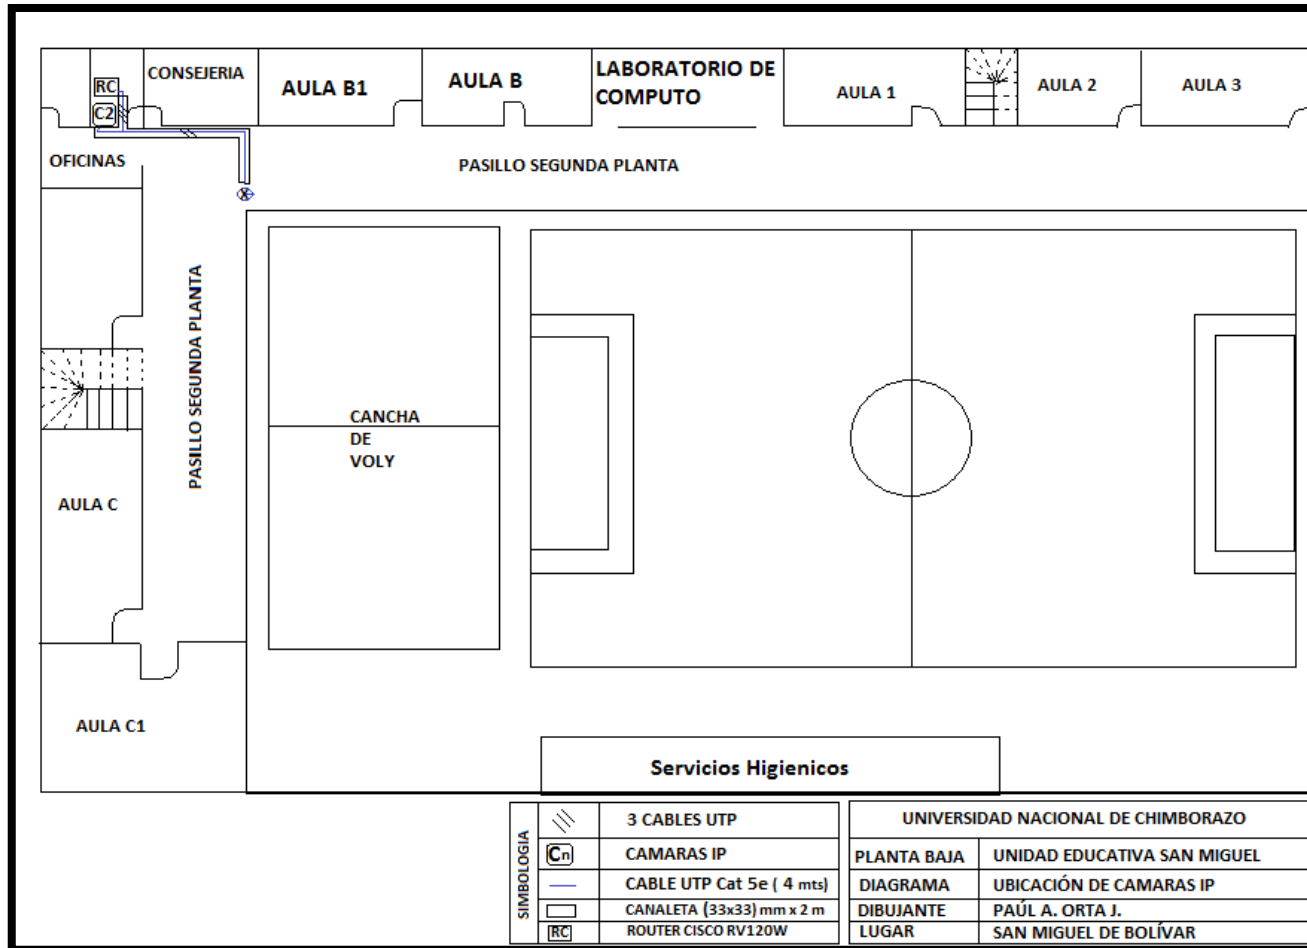 RC
CONSEJERIA
AULA B1
AULA B
LABORATORIO DE
COMPUTO
AULA 1
AULA 2
AULA 3
C2
OFICINAS
PASILLO SEGUNDA PLANTA
X
PASILLO SEGUNDA PLANTA
CANCHA
DE
VOLY
AULA C
AULA C1
Servicios Higienicos
SIMBOLOGIA
3 CABLES UTP
Cn CAMARAS IP
CABLE UTP Cat 5e ( 4 mts)
CANALETA (33x33) mm x 2 m
RC ROUTER CISCO RV120W
UNIVERSIDAD NACIONAL DE CHIMBORAZO
PLANTA BAJA UNIDAD EDUCATIVA SAN MIGUEL
DIAGRAMA UBICACIÓN DE CAMARAS IP
DIBUJANTE PAÚL A. ORTA J.
LUGAR SAN MIGUEL DE BOLÍVAR